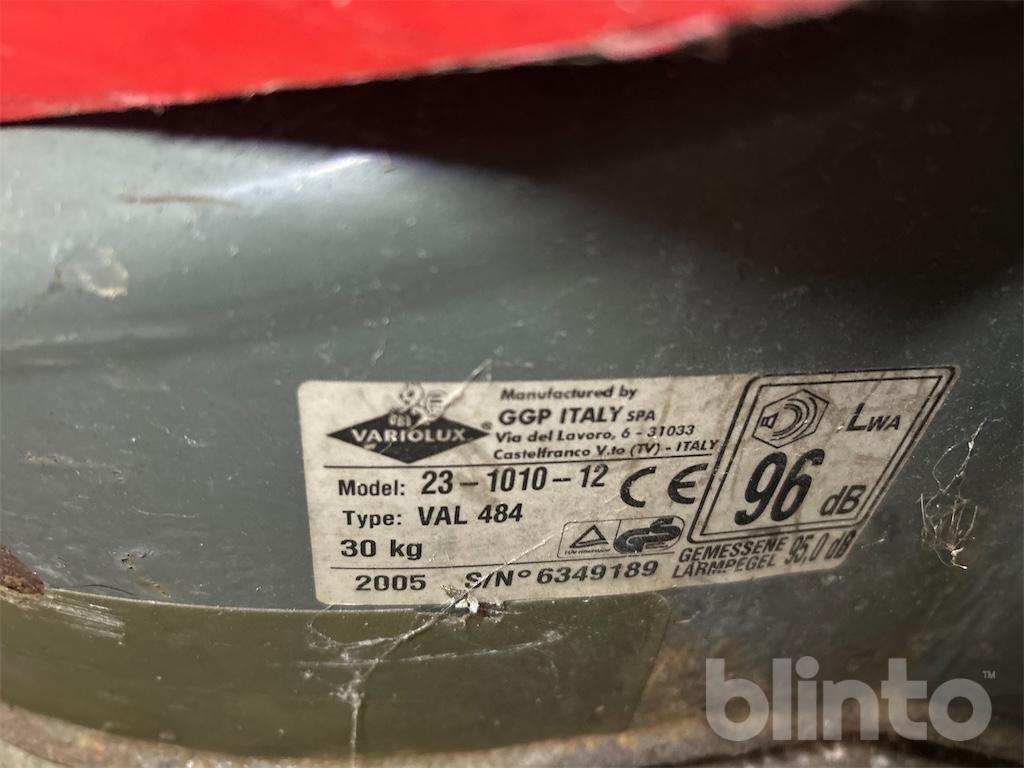 VARIOLUX ®
Manufactured by
GGP ITALY SPA
Via del Lavoro, 6 - 31033
Castelfranco V.to (TV) - ITALY
Model: 23-1010-12
Type: VAL 484
30 kg
2005 S/N° 6349189
CE
LWA
96 dB
GEMESSENE
LÄRMPEGEL 95,0 dB
blinto™